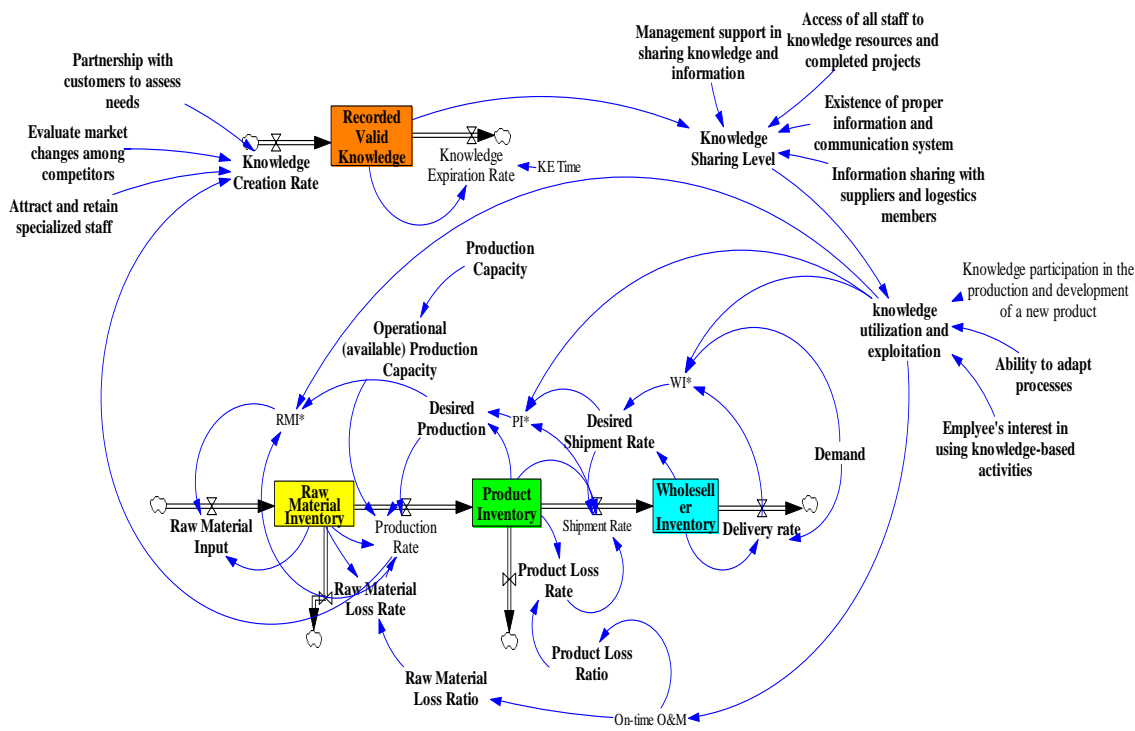 Partnership with
customers to assess
needs
Evaluate market
changes among
competitors
Attract and retain
specialized staff
Knowledge
Creation Rate
Recorded
Valid
Knowledge
Knowledge
Expiration Rate
KE Time
Management support in
sharing knowledge and
information
Access of all staff to
knowledge resources and
completed projects
Existence of proper
information and
communication system
Information sharing with
suppliers and logestics
members
Knowledge
Sharing Level
Production
Capacity
Operational
(available) Production
Capacity
Knowledge participation in the
production and development
of a new product
knowledge
utilization and
exploitation
Ability to adapt
processes
Emplyee's interest in
using knowledge-based
activities
RMI*
Desired
Production
PI*
Desired
Shipment Rate
WI*
Demand
Raw Material
Input
Raw
Material
Inventory
Production
Rate
Product
Inventory
Shipment Rate
Wholesell
er
Inventory
Delivery rate
Raw Material
Loss Rate
Product Loss
Rate
Product Loss
Ratio
Raw Material
Loss Ratio
On-time O&M